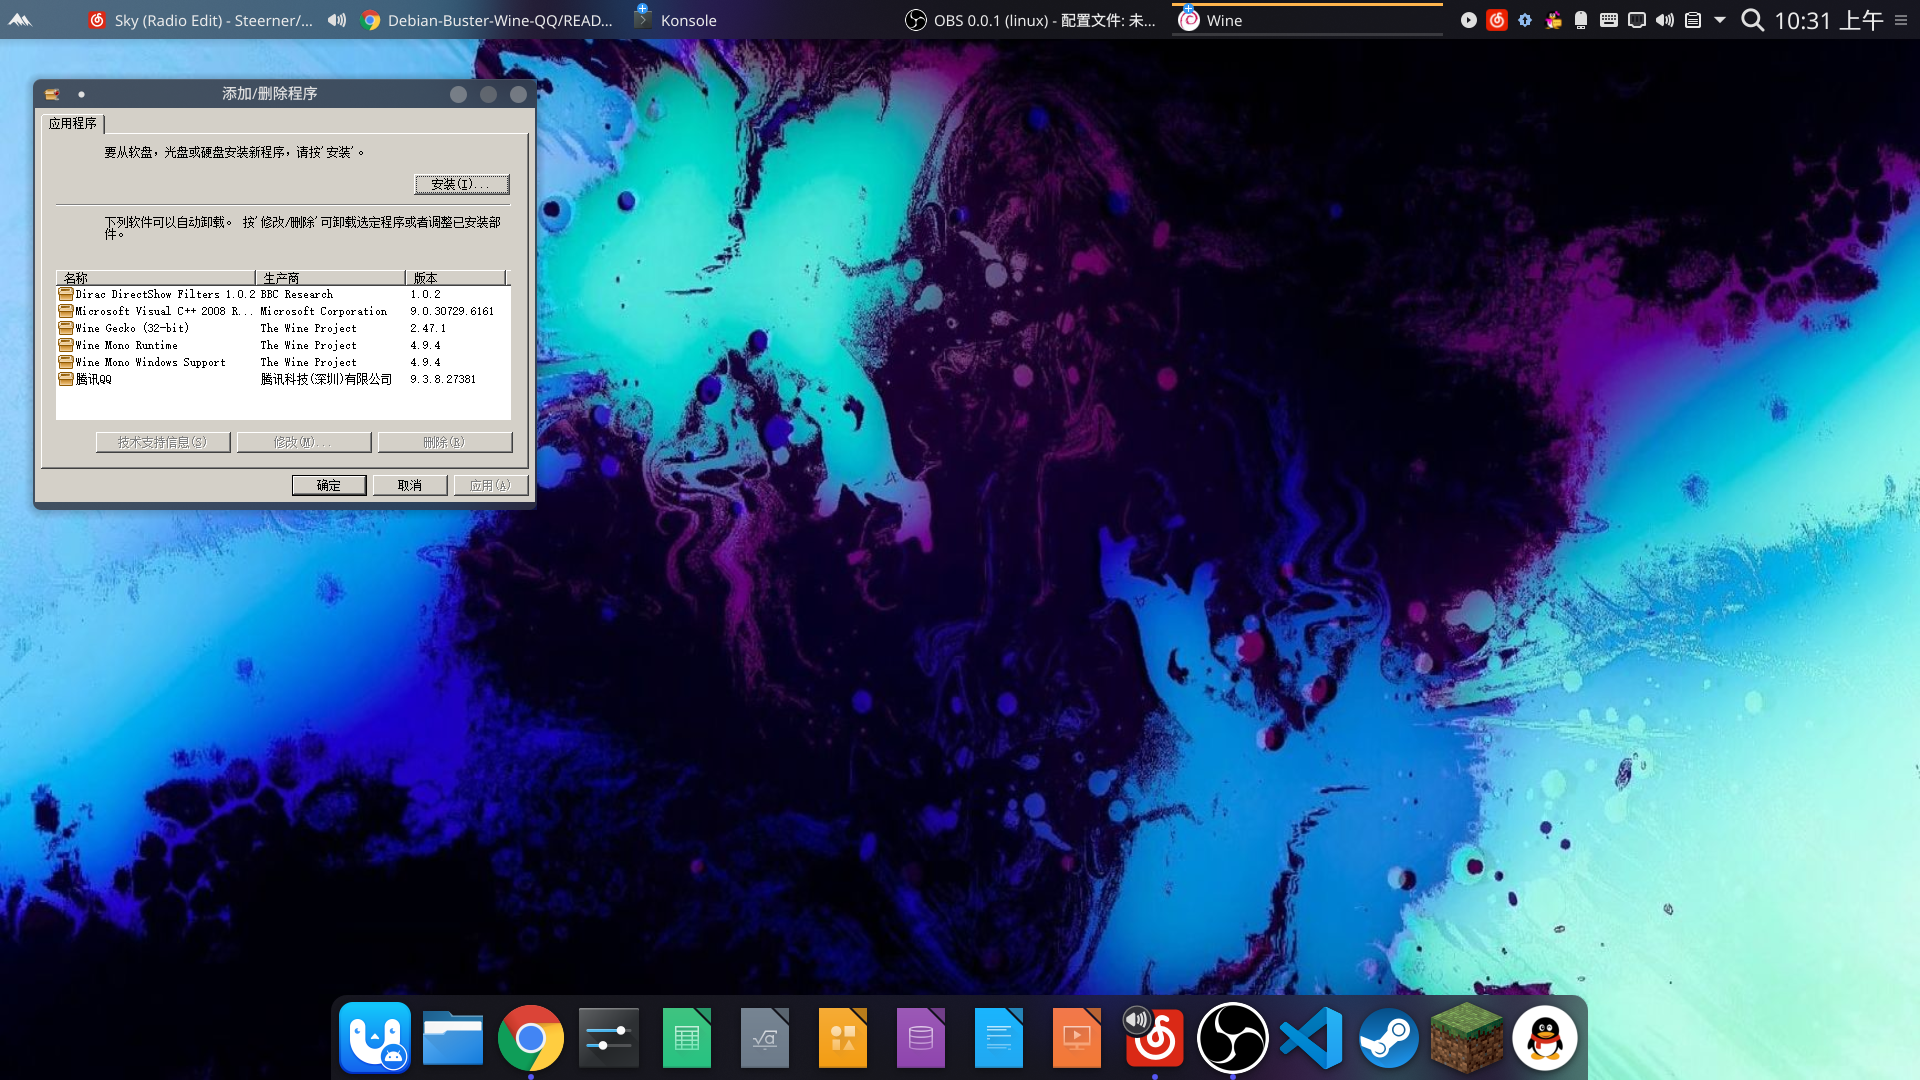 Sky (Radio Edit) - Steerner/...
Debian-Buster-Wine-QQ/READ...
Konsole
OBS 0.0.1 (linux) - 配置文件: 未...
Wine
10:31 上午
添加/删除程序
应用程序
要从软盘，光盘或硬盘安装新程序，请按'安装'。
安装(I)...
下列软件可以自动卸载。 按'修改/删除'可卸载选定程序或者调整已安装部
件。
名称 生产商 版本
Dirac DirectShow Filters 1.0.2 BBC Research 1.0.2
Microsoft Visual C++ 2008 R... Microsoft Corporation 9.0.30729.6161
Wine Gecko (32-bit) The Wine Project 2.47.1
Wine Mono Runtime The Wine Project 4.9.4
Wine Mono Windows Support The Wine Project 4.9.4
腾讯QQ 腾讯科技(深圳)有限公司 9.3.8.27381
技术支持信息(S) 修改(M)... 删除(R)
确定 取消 应用(A)